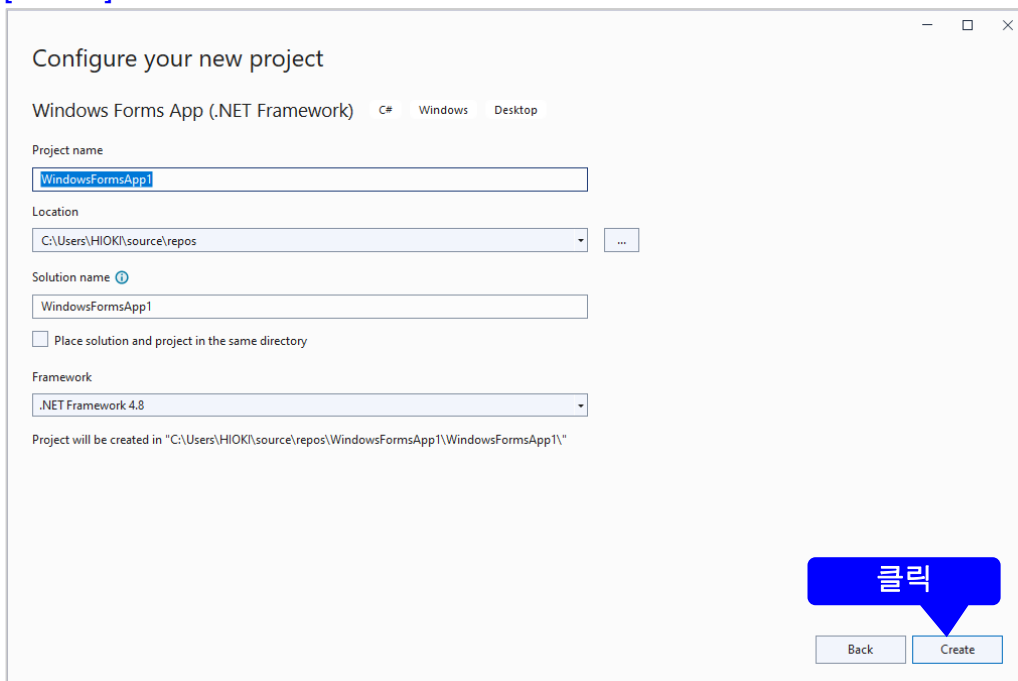 Configure your new project
Windows Forms App (.NET Framework) C# Windows Desktop
Project name
WindowsFormsApp1
Location
C:\Users\HIOKI\source\repos
...
Solution name
WindowsFormsApp1
Place solution and project in the same directory
Framework
.NET Framework 4.8
Project will be created in "C:\Users\HIOKI\source\repos\WindowsFormsApp1\WindowsFormsApp1\"
클릭
Back Create